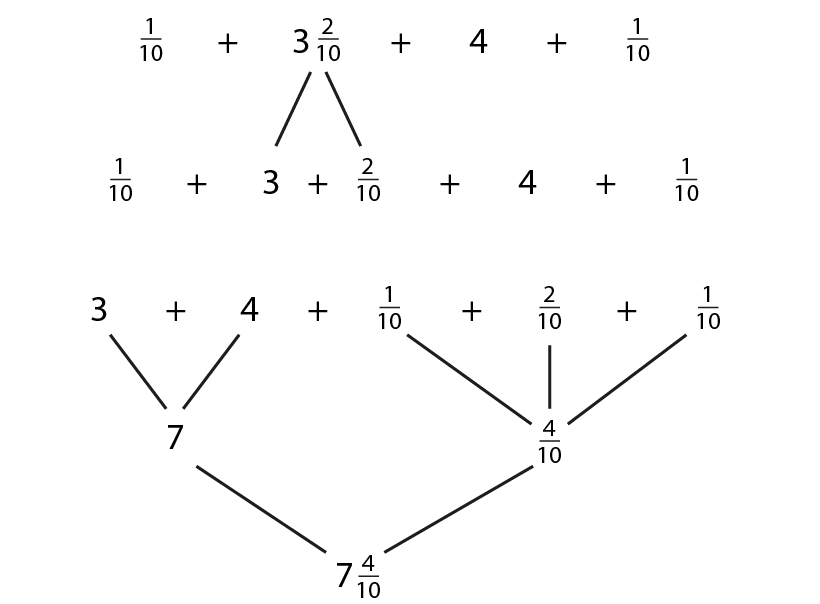 1/10 + 3 2/10 + 4 + 1/10
1/10 + 3 + 2/10 + 4 + 1/10
3 + 4 + 1/10 + 2/10 + 1/10
7 4/10
7 4/10